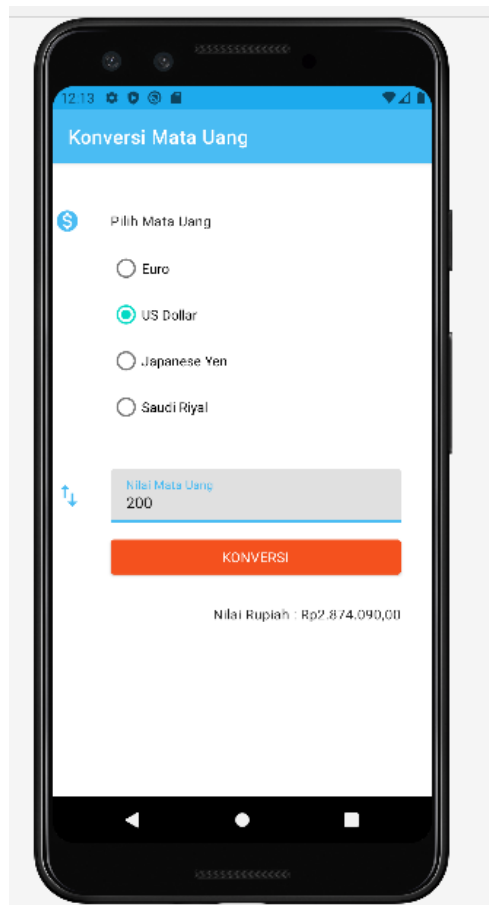 12.13
Konversi Mata Uang
Pilih Mata Uang
Euro
US Dollar
Japanese Yen
Saudi Riyal
Nilai Mata Uang
200
KONVERSI
Nilai Rupiah : Rp2.874.090,00